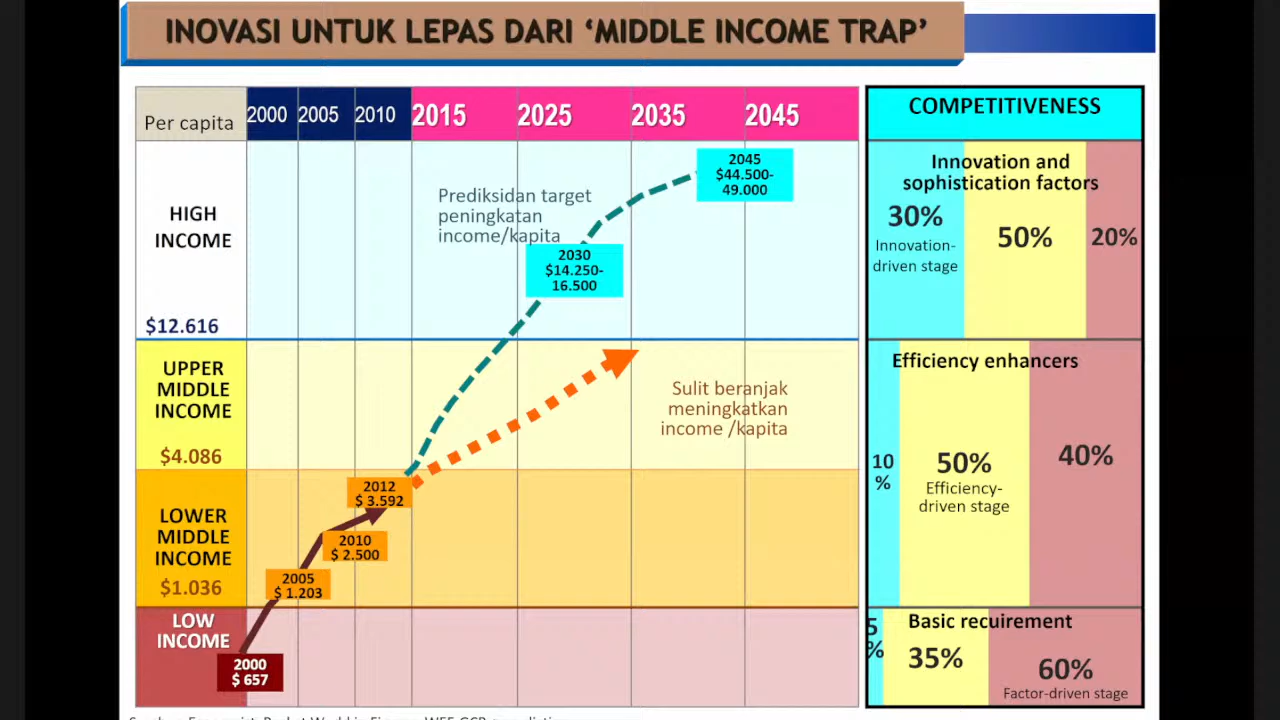 INOVASI UNTUK LEPAS DARI ‘MIDDLE INCOME TRAP’
Per capita
2000
2005
2010
2015
2025
2035
2045
HIGH
INCOME
$12.616
UPPER
MIDDLE
INCOME
$4.086
LOWER
MIDDLE
INCOME
$1.036
LOW
INCOME
Prediksidan target
peningkatan
income/kapita
2045
$44.500-
49.000
2030
$14.250-
16.500
Sulit beranjak
meningkatkan
income /kapita
2012
$ 3.592
2010
$ 2.500
2005
$ 1.203
2000
$ 657
COMPETITIVENESS
Innovation and
sophistication factors
30%
Innovation-
driven stage
50%
20%
Efficiency enhancers
10
%
50%
Efficiency-
driven stage
40%
Basic recuirement
5
%
35%
60%
Factor-driven stage